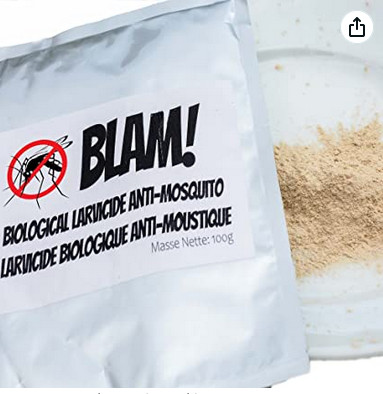 BLAM!
BIOLOGICAL LARVICIDE ANTI-MOSQUITO
LARVICIDE BIOLOGIQUE ANTI-MOUSTIQUE
Masse Nette: 100g